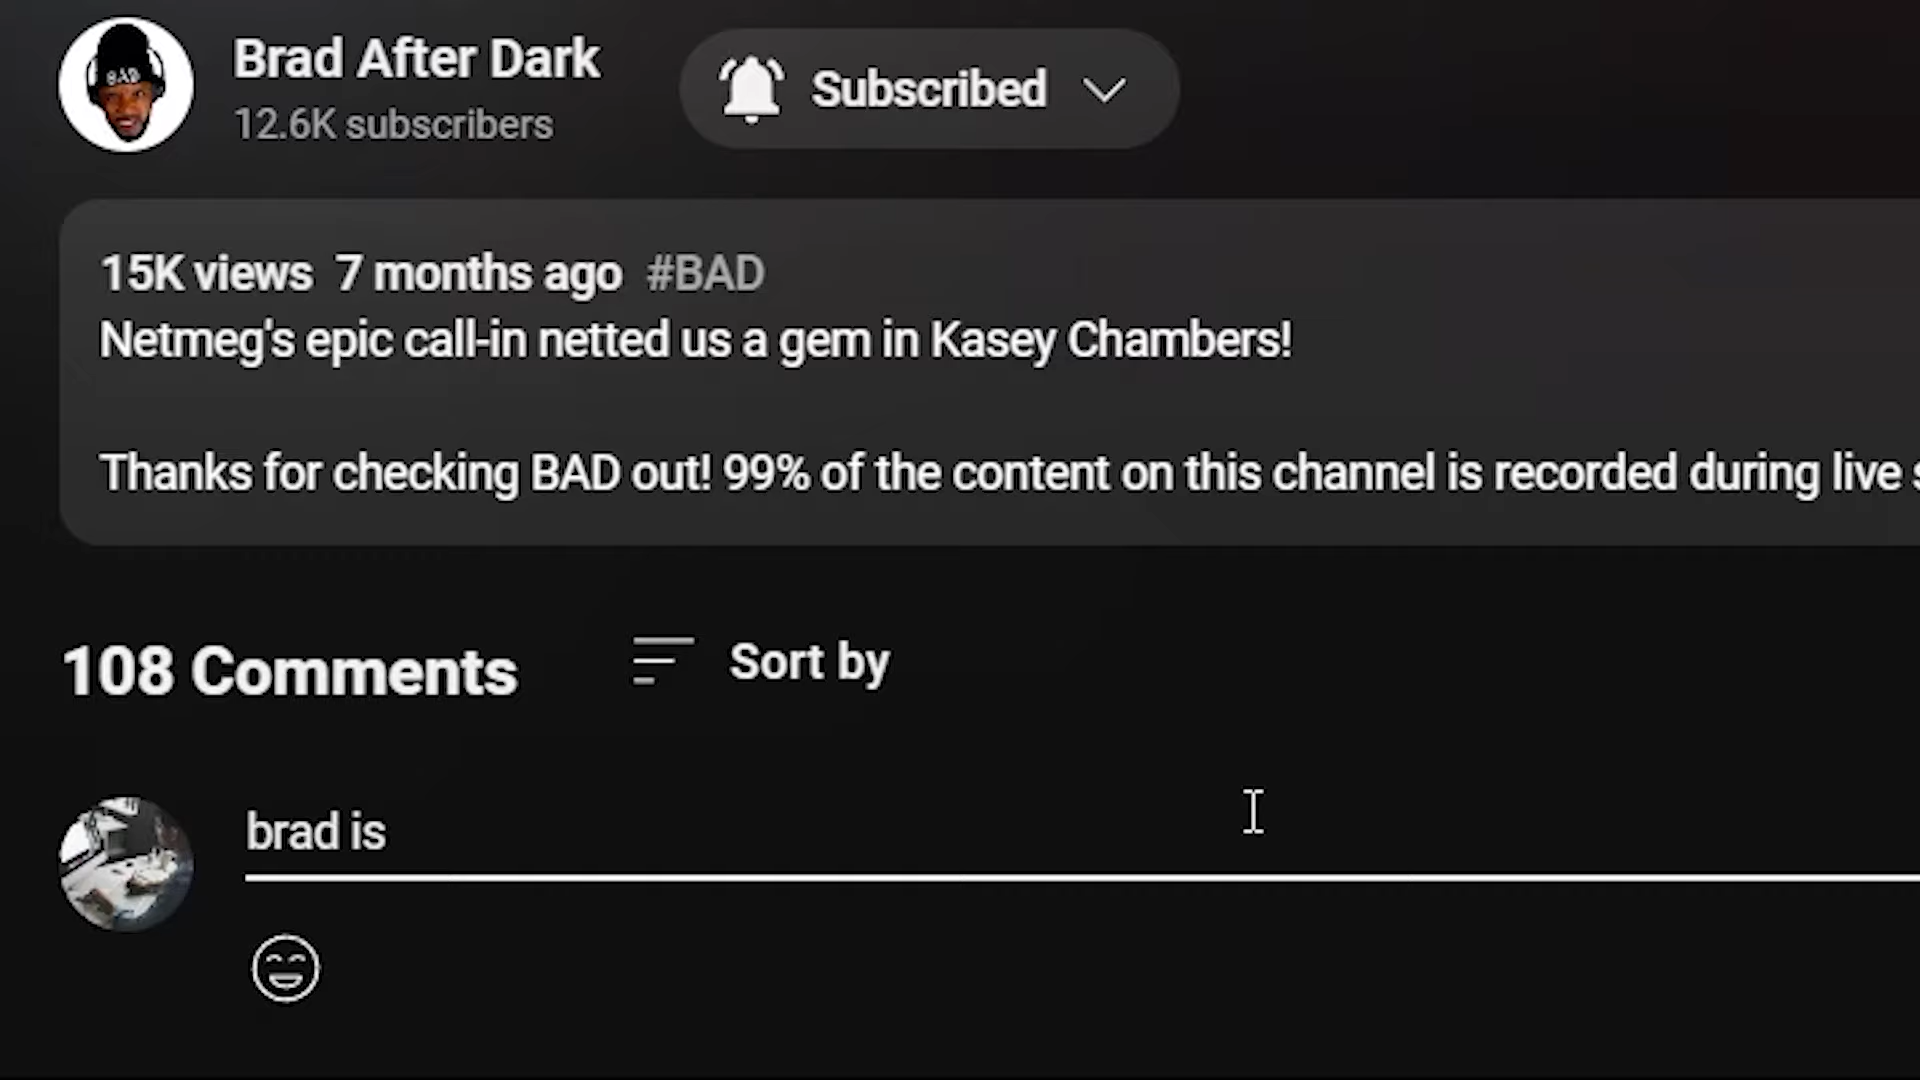 Brad After Dark
12.6K subscribers
Subscribed
15K views 7 months ago #BAD
Netmeg's epic call-in netted us a gem in Kasey Chambers!
Thanks for checking BAD out! 99% of the content on this channel is recorded during live
108 Comments
Sort by
brad is
BAD